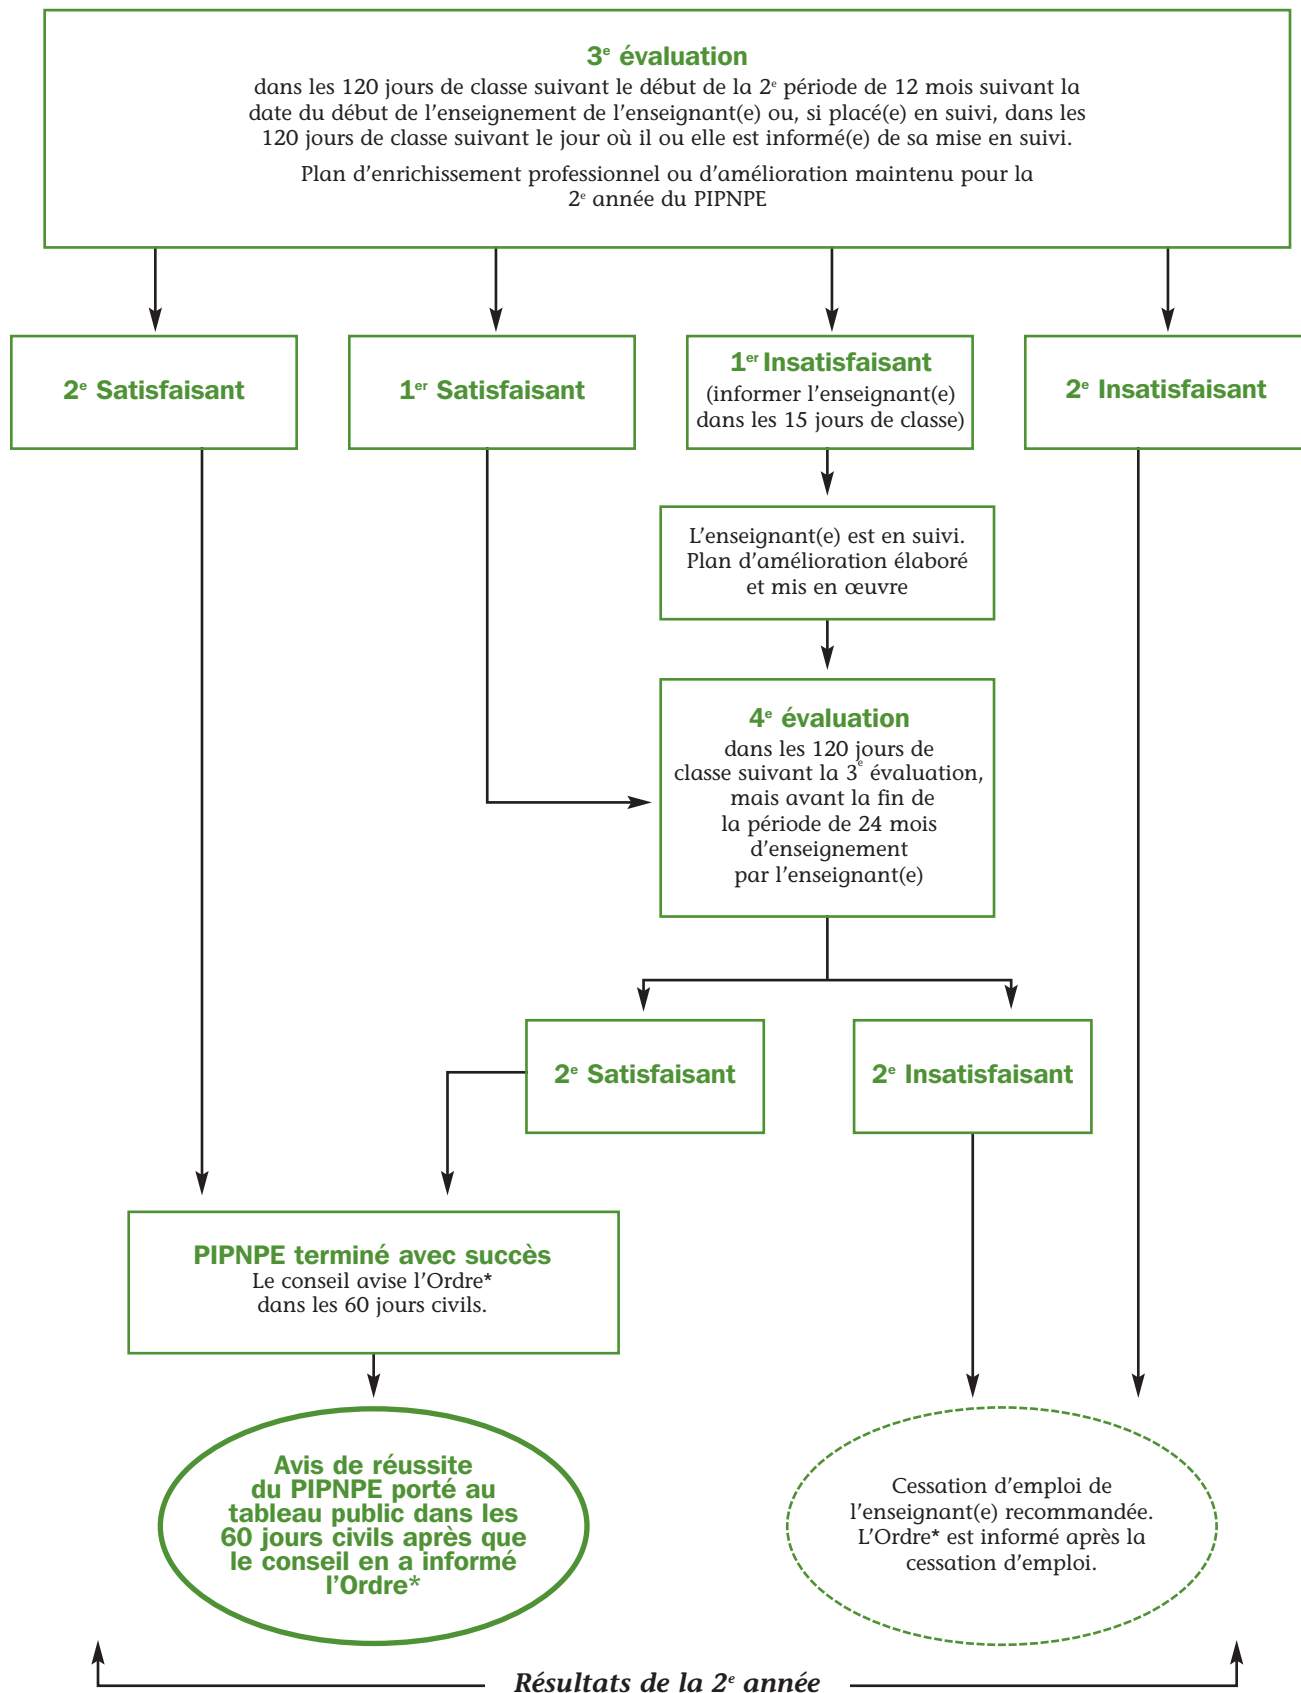 3e évaluation
dans les 120 jours de classe suivant le début de la 2e période de 12 mois suivant la
date du début de l’enseignement de l’enseignant(e) ou, si placé(e) en suivi, dans les
120 jours de classe suivant le jour où il ou elle est informé(e) de sa mise en suivi.
Plan d’enrichissement professionnel ou d’amélioration maintenu pour la
2e année du PIPNPE
2e Satisfaisant
1er Satisfaisant
1er Insatisfaisant
(informer l’enseignant(e)
dans les 15 jours de classe)
2e Insatisfaisant
L’enseignant(e) est en suivi.
Plan d’amélioration élaboré
et mis en œuvre
4e évaluation
dans les 120 jours de
classe suivant la 3e évaluation,
mais avant la fin de
la période de 24 mois
d’enseignement
par l’enseignant(e)
2e Satisfaisant
2e Insatisfaisant
PIPNPE terminé avec succès
Le conseil avise l’Ordre*
dans les 60 jours civils.
Avis de réussite
du PIPNPE porté au
tableau public dans les
60 jours civils après que
le conseil en a informé
l’Ordre*
Cessation d’emploi de
l’enseignant(e) recommandée.
L’Ordre* est informé après la
cessation d’emploi.
Résultats de la 2e année